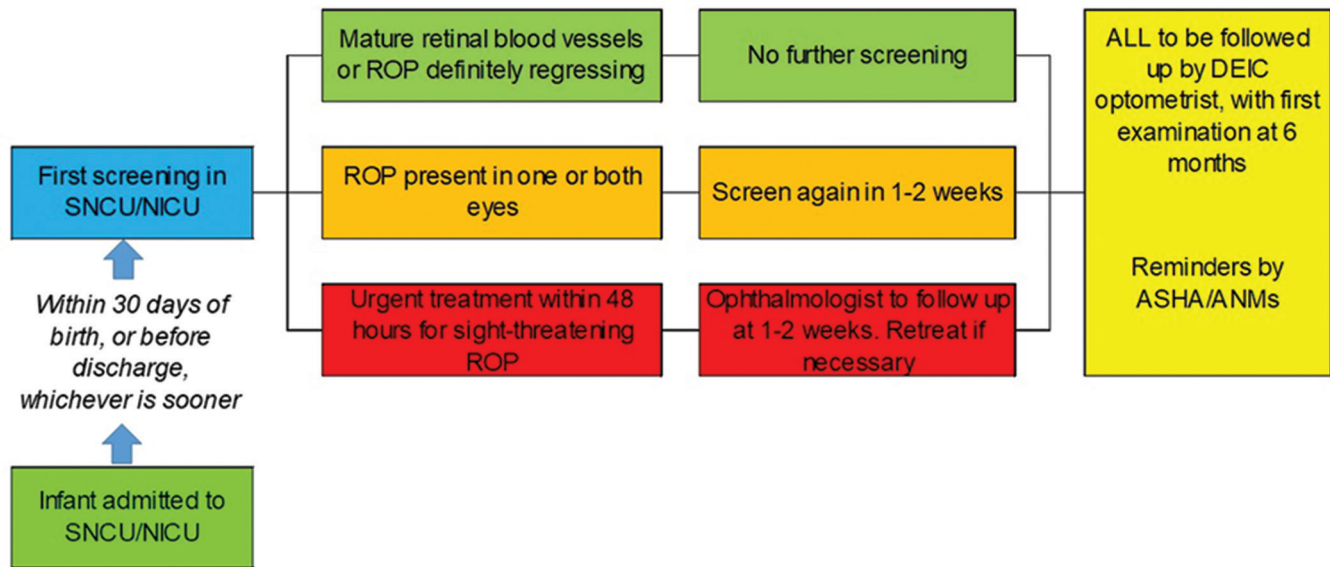 Mature retinal blood vessels
or ROP definitely regressing
No further screening
ALL to be followed
up by DEIC
optometrist, with first
examination at 6
months
First screening in
SNCU/NICU
ROP present in one or both
eyes
Screen again in 1-2 weeks
Reminders by
ASHA/ANMs
Within 30 days of
birth, or before
discharge,
whichever is sooner
Urgent treatment within 48
hours for sight-threatening
ROP
Ophthalmologist to follow up
at 1-2 weeks. Retreat if
necessary
Infant admitted to
SNCU/NICU